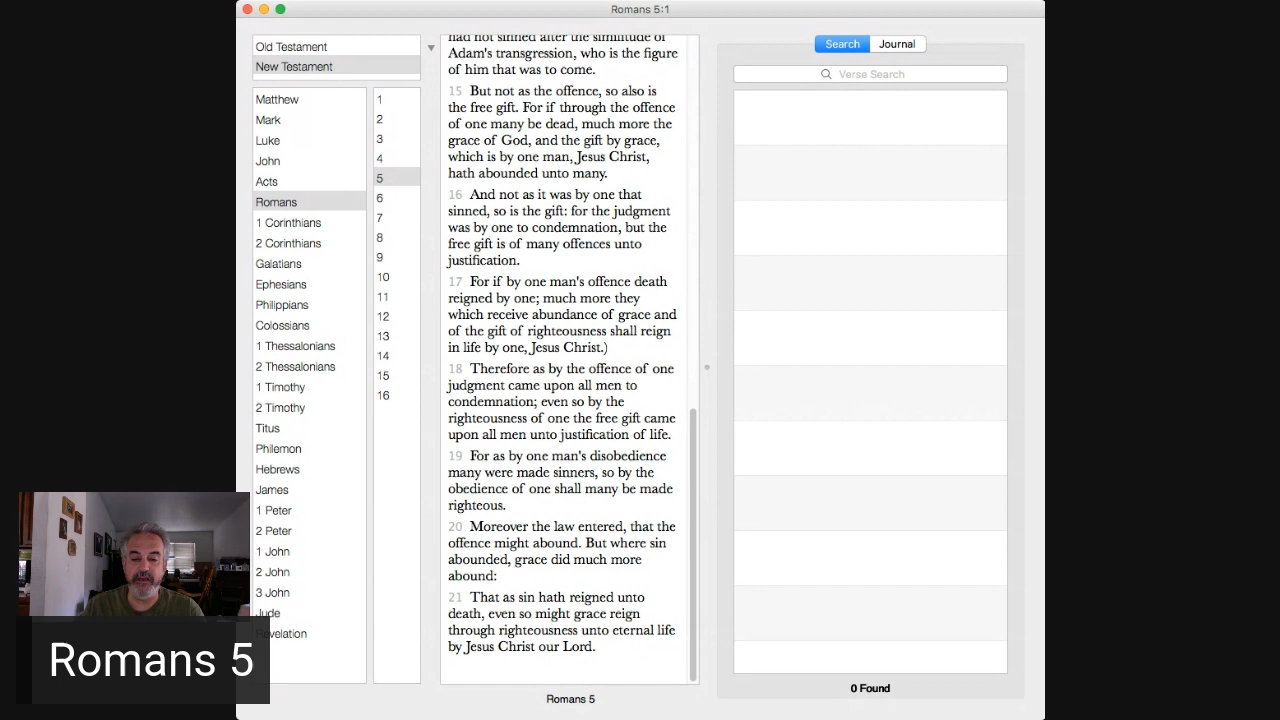 Romans 5:1
Old Testament
New Testament
Matthew
Mark
Luke
John
Acts
Romans
1 Corinthians
2 Corinthians
Galatians
Ephesians
Philippians
Colossians
1 Thessalonians
2 Thessalonians
1 Timothy
2 Timothy
Titus
Philemon
Hebrews
James
1 Peter
2 Peter
1 John
2 John
3 John
Jude
Revelation
1
2
3
4
5
6
7
8
9
10
11
12
13
14
15
16
had not sinned after the similitude of
Adam's transgression, who is the figure
of him that was to come.
15 But not as the offence, so also is
the free gift. For if through the offence
of one many be dead, much more the
grace of God, and the gift by grace,
which is by one man, Jesus Christ,
hath abounded unto many.
16 And not as it was by one that
sinned, so is the gift: for the judgment
was by one to condemnation, but the
free gift is of many offences unto
justification.
17 For if by one man's offence death
reigned by one; much more they
which receive abundance of grace and
of the gift of righteousness shall reign
in life by one, Jesus Christ.)
18 Therefore as by the offence of one
judgment came upon all men to
condemnation; even so by the
righteousness of one the free gift came
upon all men unto justification of life.
19 For as by one man's disobedience
many were made sinners, so by the
obedience of one shall many be made
righteous.
20 Moreover the law entered, that the
offence might abound. But where sin
abounded, grace did much more
abound:
21 That as sin hath reigned unto
death, even so might grace reign
through righteousness unto eternal life
by Jesus Christ our Lord.
Romans 5
Search Journal
Verse Search
0 Found
Romans 5